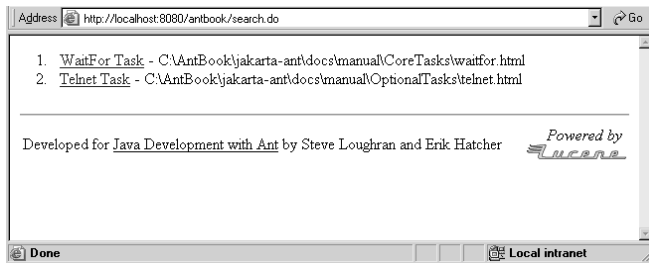 Address http://localhost:8080/antbook/search.do Go
1. WaitFor Task - C:\AntBook\jakarta-ant\docs\manual\CoreTasks\waitfor.html
2. Telnet Task - C:\AntBook\jakarta-ant\docs\manual\OptionalTasks\telnet.html
Developed for Java Development with Ant by Steve Loughran and Erik Hatcher
Powered by
Lucene
Done Local intranet